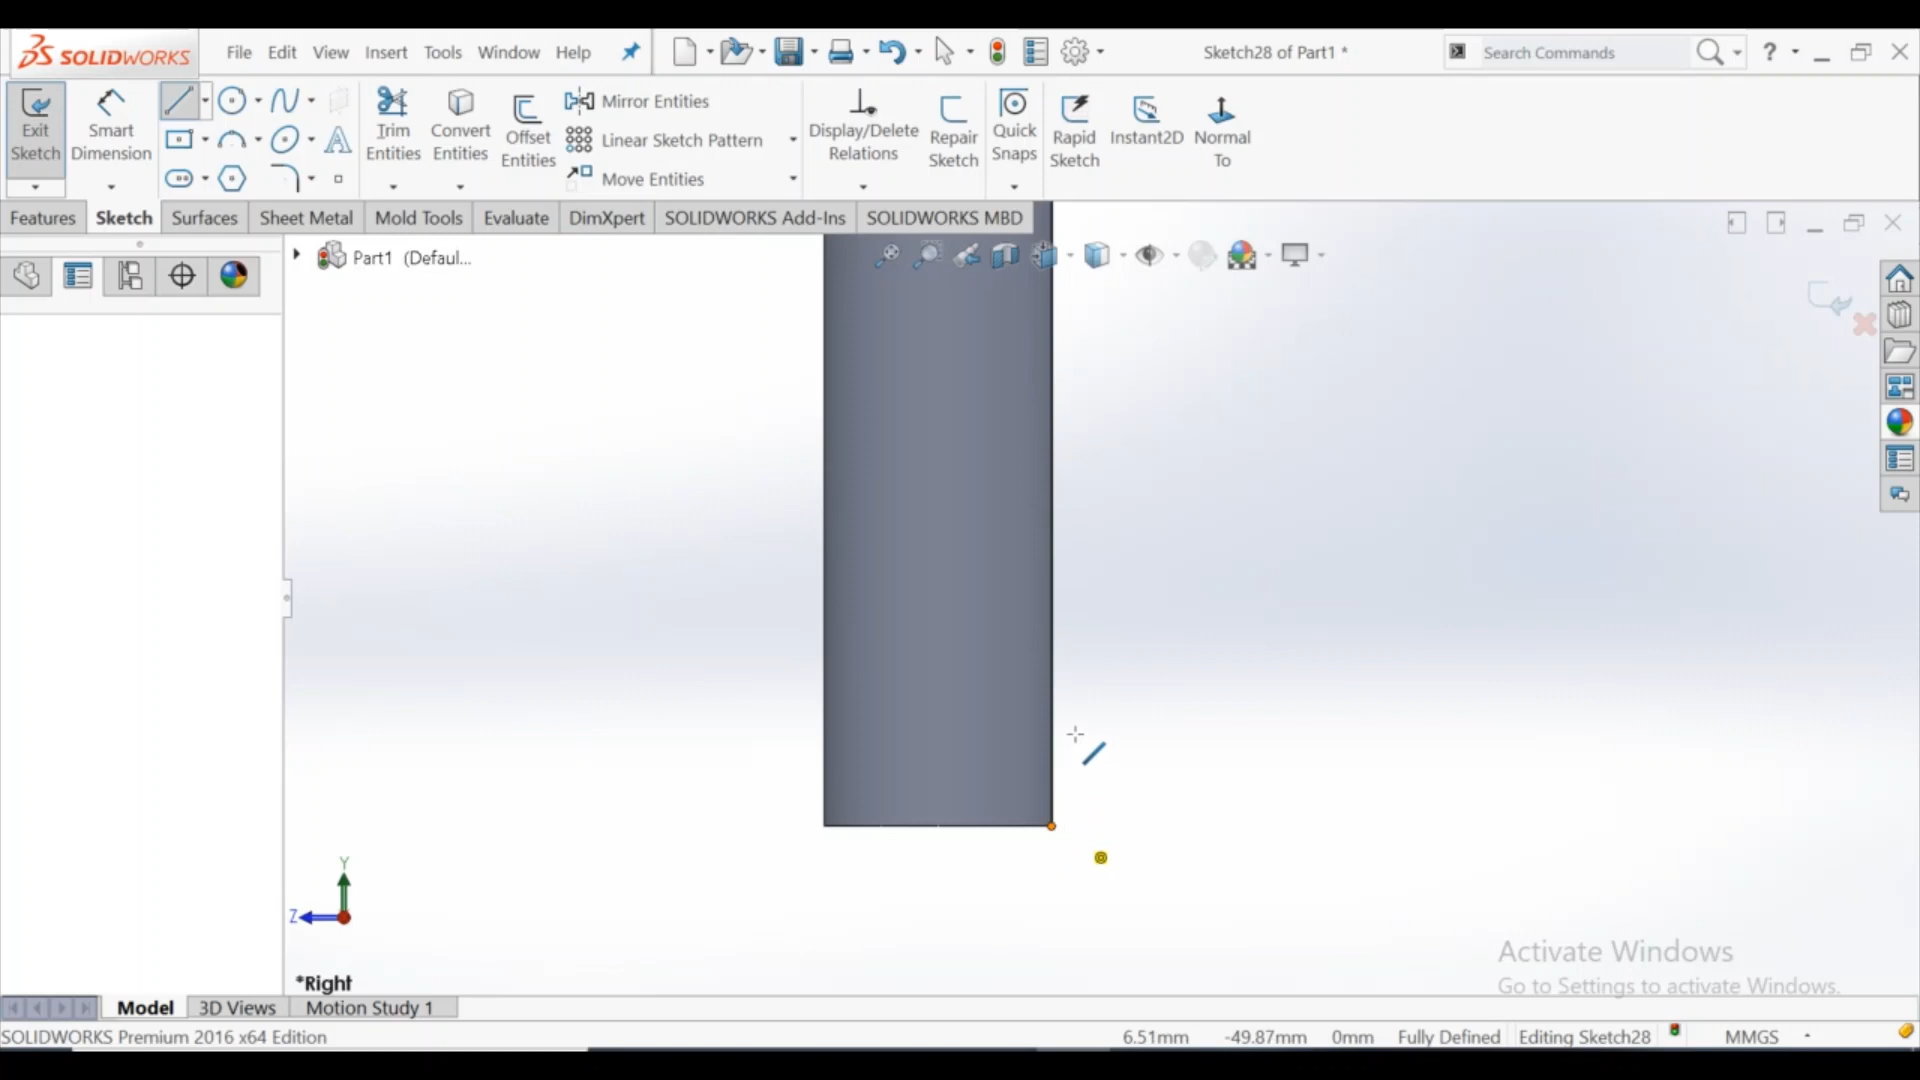 SOLIDWORKS File Edit View Insert Tools Window Help Sketch28 of Part1 * Search Commands ?
Exit Sketch
Smart Dimension
Trim Entities
Convert Entities
Offset Entities
Mirror Entities
Linear Sketch Pattern
Move Entities
Display/Delete Relations
Repair Sketch
Quick Snaps
Rapid Sketch
Instant2D
Normal To
Features Sketch Surfaces Sheet Metal Mold Tools Evaluate DimXpert SOLIDWORKS Add-Ins SOLIDWORKS MBD
Part1 (Defaul...
Y
Z
*Right
Activate Windows
Go to Settings to activate Windows.
Model 3D Views Motion Study 1
SOLIDWORKS Premium 2016 x64 Edition 6.51mm -49.87mm 0mm Fully Defined Editing Sketch28 MMGS